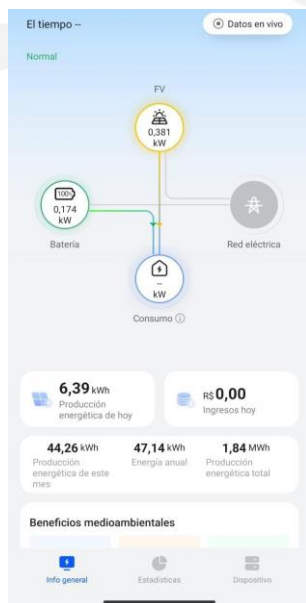 El tiempo --
Datos en vivo
Normal
FV
0,381
kW
100%
0,174
kW
Batería
Red eléctrica
--
kW
Consumo ⓘ
6,39 kWh
Producción
energética de hoy
R$ 0,00
Ingresos hoy
44,26 kWh
Producción
energética de este
mes
47,14 kWh
Energía anual
1,84 MWh
Producción
energética total
Beneficios medioambientales
Info general
Estadísticas
Dispositivo